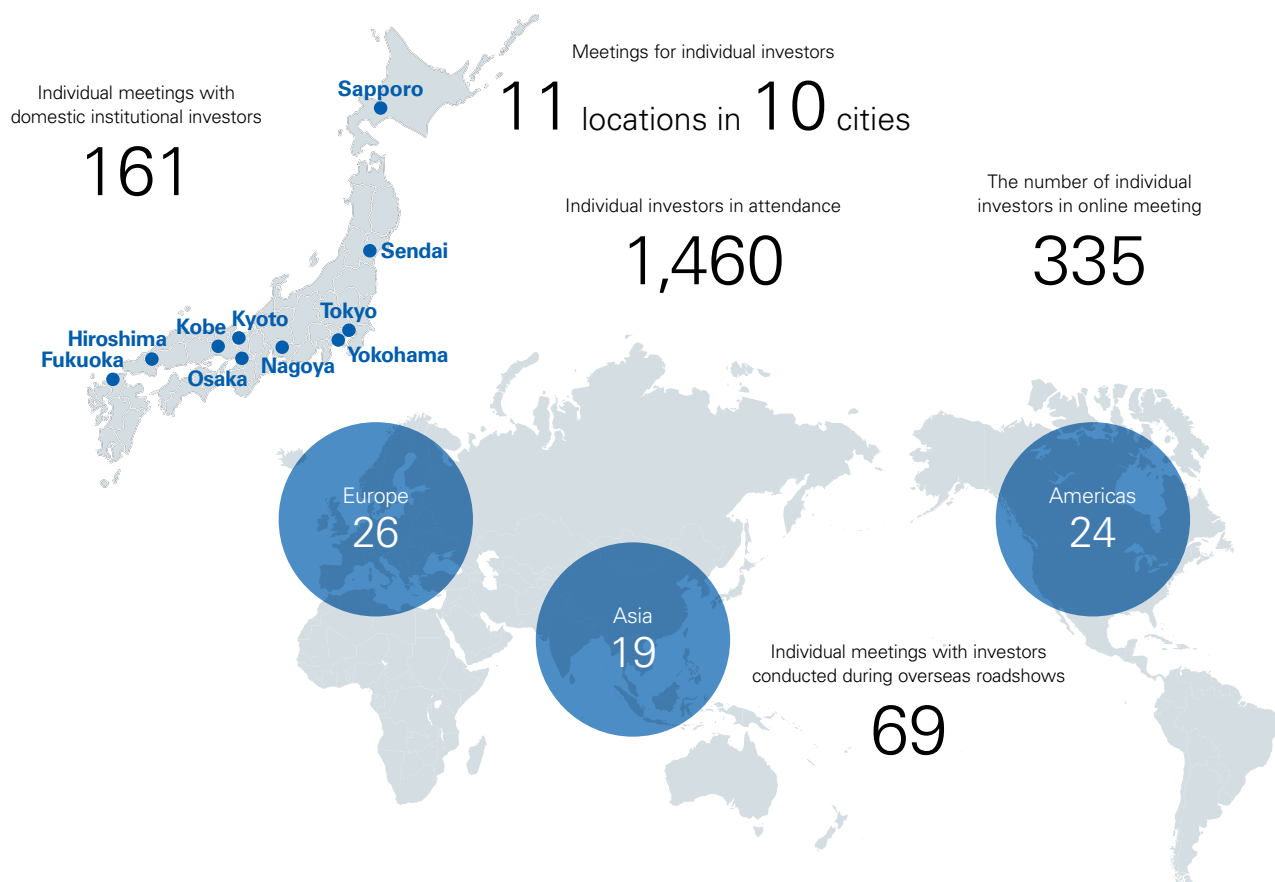 Individual meetings with
domestic institutional investors
161
Meetings for individual investors
11 locations in 10 cities
Individual investors in attendance
1,460
The number of individual
investors in online meeting
335
Sapporo
Sendai
Tokyo
Yokohama
Nagoya
Kyoto
Kobe
Osaka
Hiroshima
Fukuoka
Europe
26
Asia
19
Americas
24
Individual meetings with investors
conducted during overseas roadshows
69